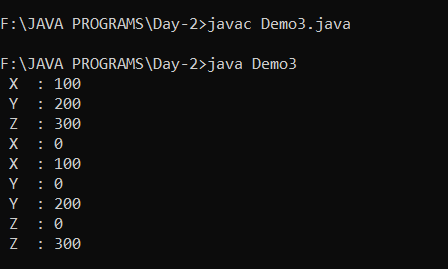 F:\JAVA PROGRAMS\Day-2>javac Demo3.java
F:\JAVA PROGRAMS\Day-2>java Demo3
X : 100
Y : 200
Z : 300
X : 0
X : 100
Y : 0
Y : 200
Z : 0
Z : 300